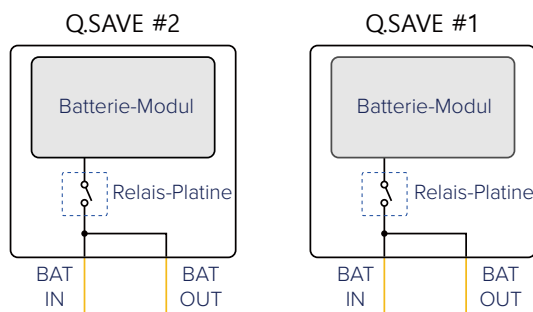 Q.SAVE #2
Batterie-Modul
Relais-Platine
BAT
IN
BAT
OUT
Q.SAVE #1
Batterie-Modul
Relais-Platine
BAT
IN
BAT
OUT